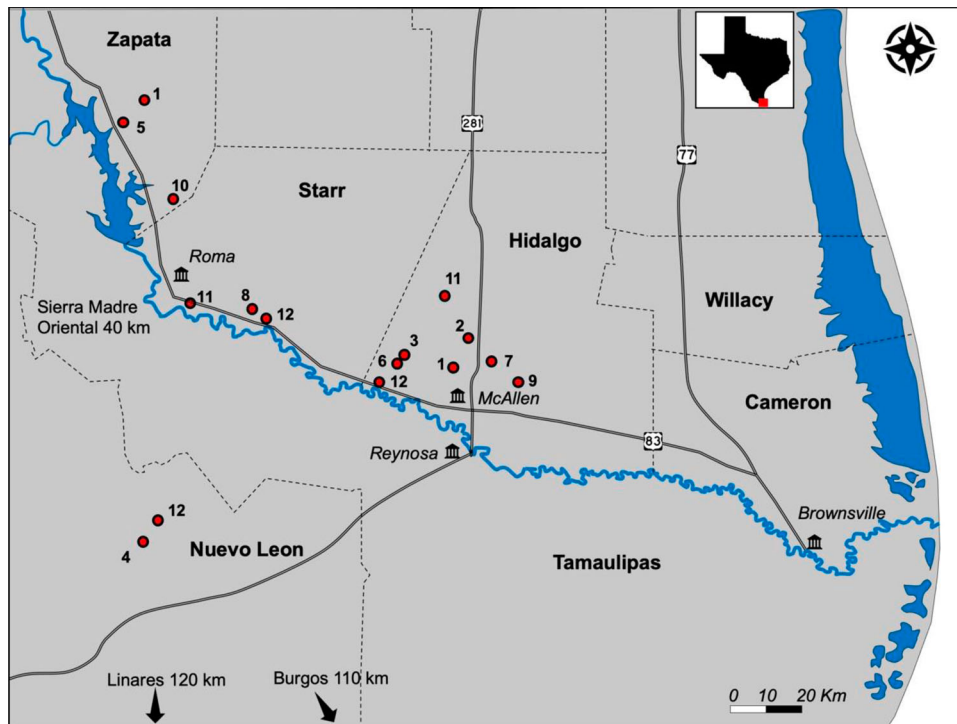 Zapata
1
5
281
77
10
Starr
Hidalgo
Roma
11
Willacy
Sierra Madre
Oriental 40 km
11
8
12
2
3
6
1
7
12
9
McAllen
Cameron
Reynosa
83
12
4
Nuevo Leon
Brownsville
Tamaulipas
Linares 120 km
Burgos 110 km
0 10 20 Km